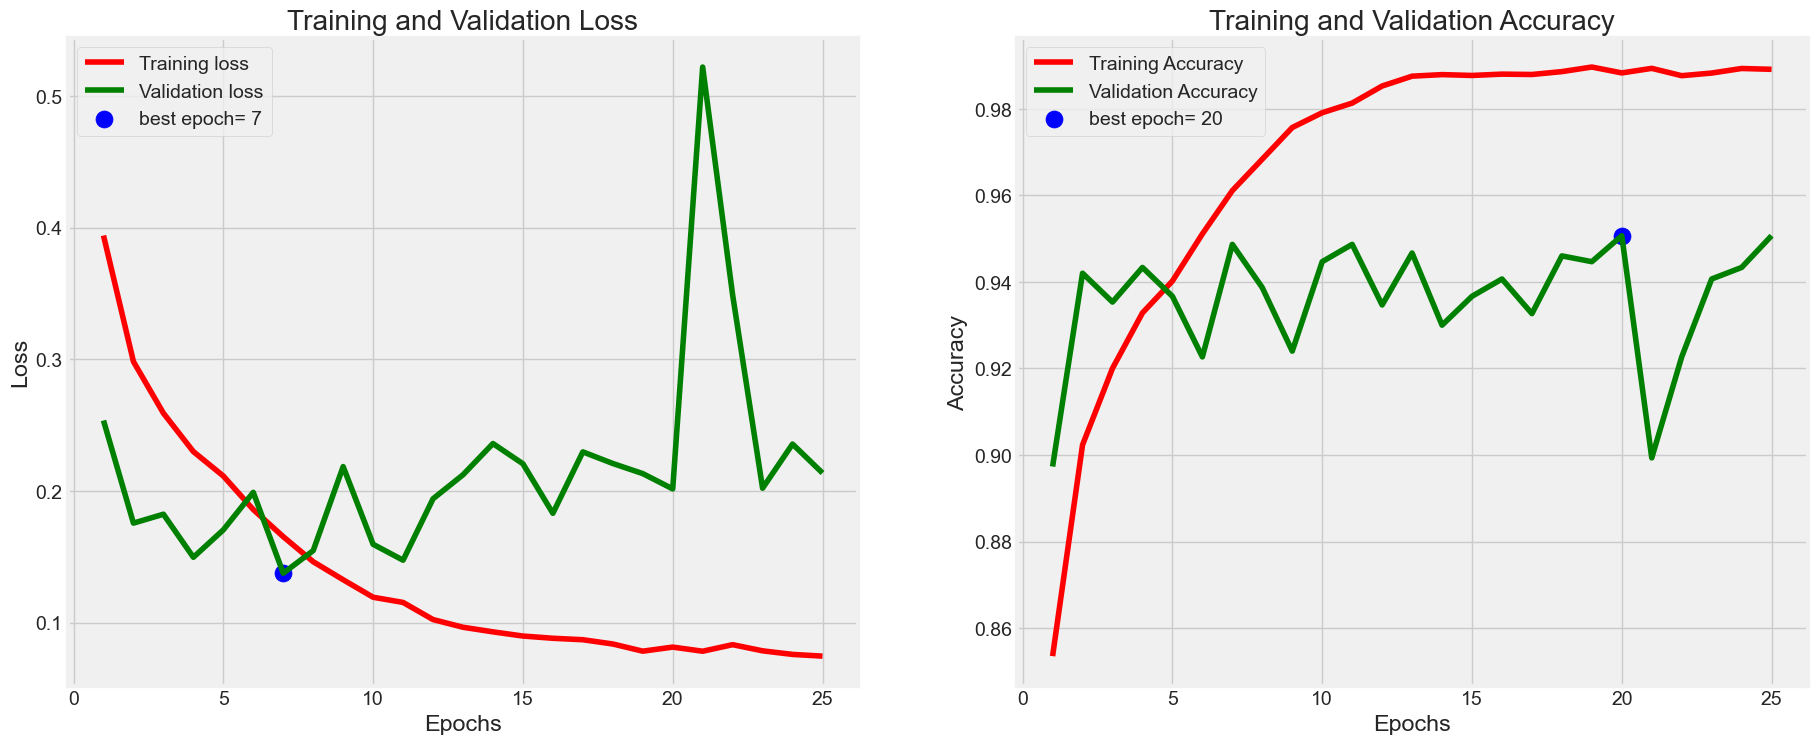 Training and Validation Loss
Training loss
Validation loss
best epoch= 7
0.5
0.4
0.3
0.2
0.1
Loss
0
5
10
15
20
25
Epochs
Training and Validation Accuracy
Training Accuracy
Validation Accuracy
best epoch= 20
0.98
0.96
0.94
0.92
0.90
0.88
0.86
Accuracy
0
5
10
15
20
25
Epochs